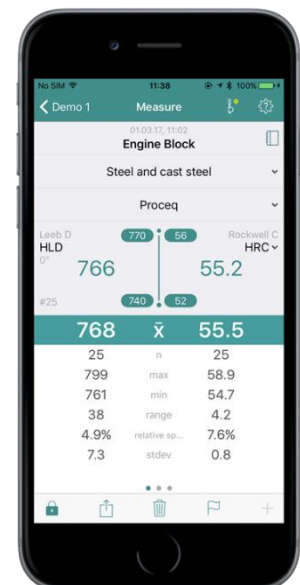 No SIM 11:38 100%
Demo 1 Measure
01.03.17, 11:02
Engine Block
Steel and cast steel
Proceq
Leeb D 770 56 Rockwell C
HLD HRC
0° 766 55.2
#25 740 52
768 x̄ 55.5
25 n 25
799 max 58.9
761 min 54.7
38 range 4.2
4.9% relative sp... 7.6%
7.3 stdev 0.8